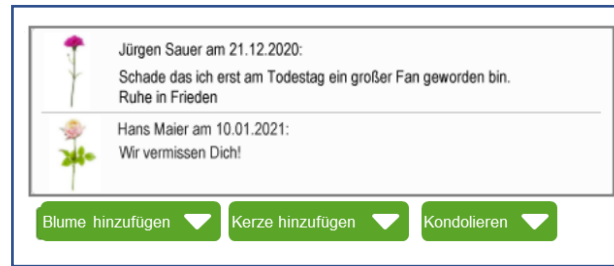 Jürgen Sauer am 21.12.2020:
Schade das ich erst am Todestag ein großer Fan geworden bin.
Ruhe in Frieden
Hans Maier am 10.01.2021:
Wir vermissen Dich!
Blume hinzufügen Kerze hinzufügen Kondolieren